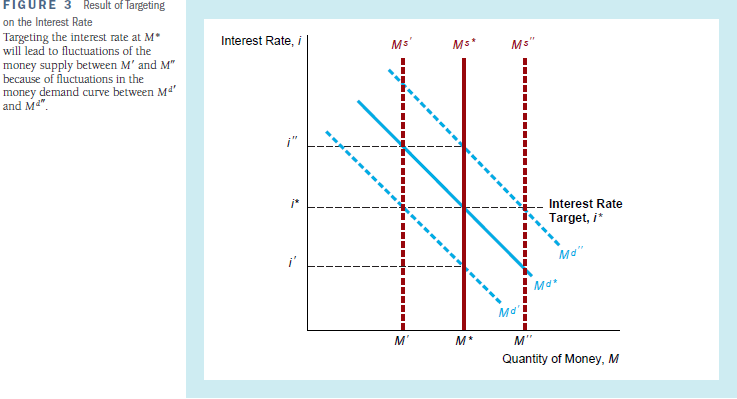 FIGURE 3 Result of Targeting
on the Interest Rate
Targeting the interest rate at M*
will lead to fluctuations of the
money supply between M′ and M″
because of fluctuations in the
money demand curve between Mᵈ′
and Mᵈ″.
Interest Rate, i
Ms′
Ms*
Ms″
i″
i*
Interest Rate
Target, i*
i′
Md″
Md*
Md′
M′
M*
M″
Quantity of Money, M